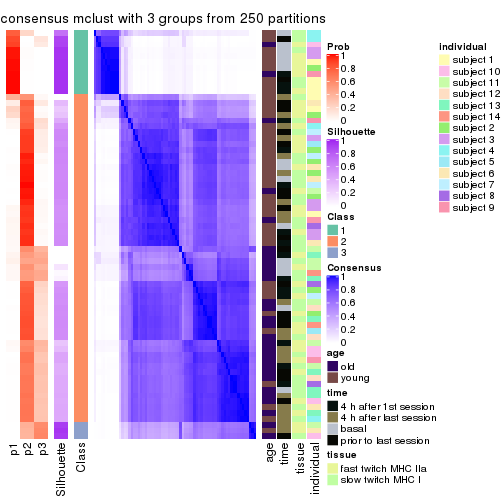 consensus mclust with 3 groups from 250 partitions
Prob
1
0.8
0.6
0.4
0.2
0
Silhouette
1
0.8
0.6
0.4
0.2
0
Class
1
2
3
Consensus
1
0.8
0.6
0.4
0.2
0
age
old
young
time
4 h after 1st session
4 h after last session
basal
prior to last session
tissue
fast twitch MHC IIa
slow twitch MHC I
individual
subject 1
subject 10
subject 11
subject 12
subject 13
subject 14
subject 2
subject 3
subject 4
subject 5
subject 6
subject 7
subject 8
subject 9
p1
p2
p3
Silhouette
Class
age
time
tissue
individual